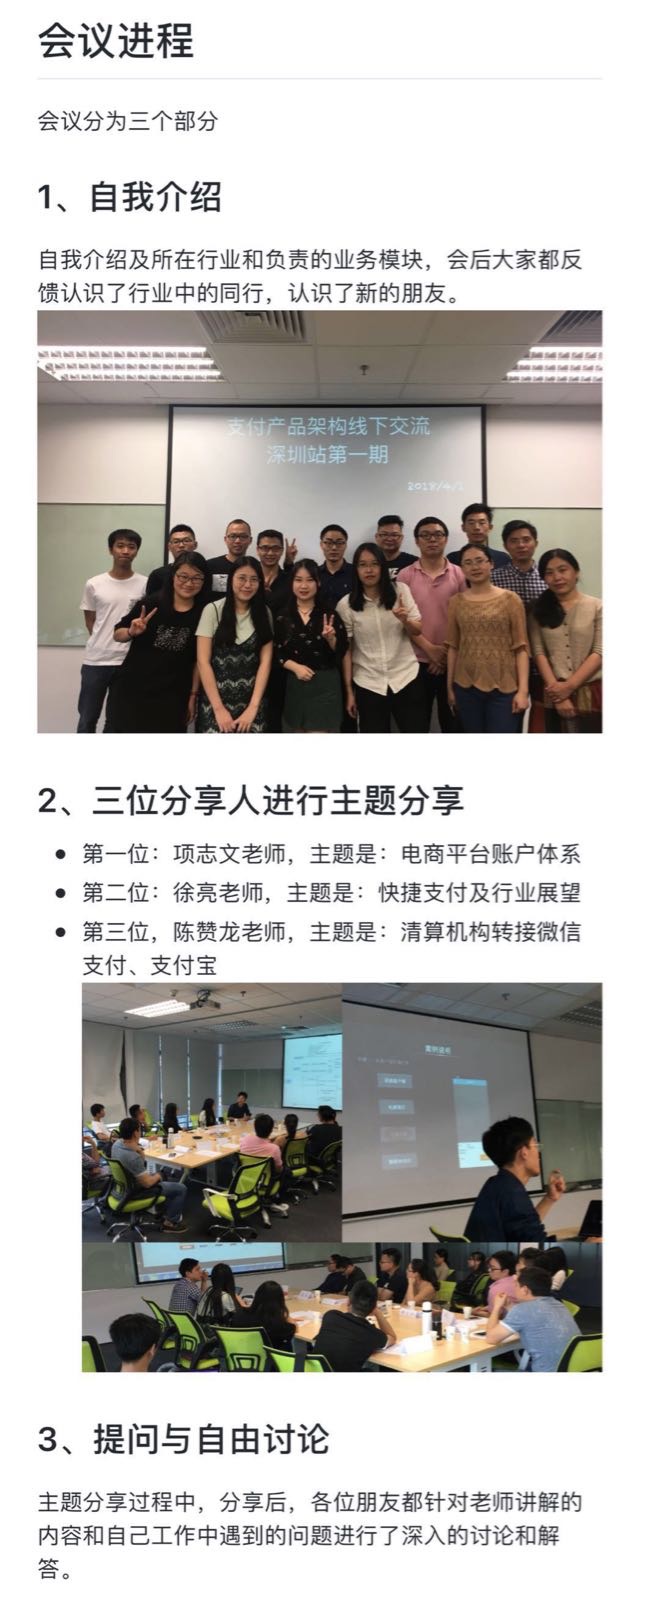 会议进程
会议分为三个部分
1、自我介绍
自我介绍及所在行业和负责的业务模块，会后大家都反
馈认识了行业中的同行，认识了新的朋友。
支付产品架构线下交流
深圳站第一期
2018/4/1
2、三位分享人进行主题分享
第一位：项志文老师，主题是：电商平台账户体系
第二位：徐亮老师，主题是：快捷支付及行业展望
第三位，陈赞龙老师，主题是：清算机构转接微信
支付、支付宝
案例说明
3、提问与自由讨论
主题分享过程中，分享后，各位朋友都针对老师讲解的
内容和自己工作中遇到的问题进行了深入的讨论和解
答。